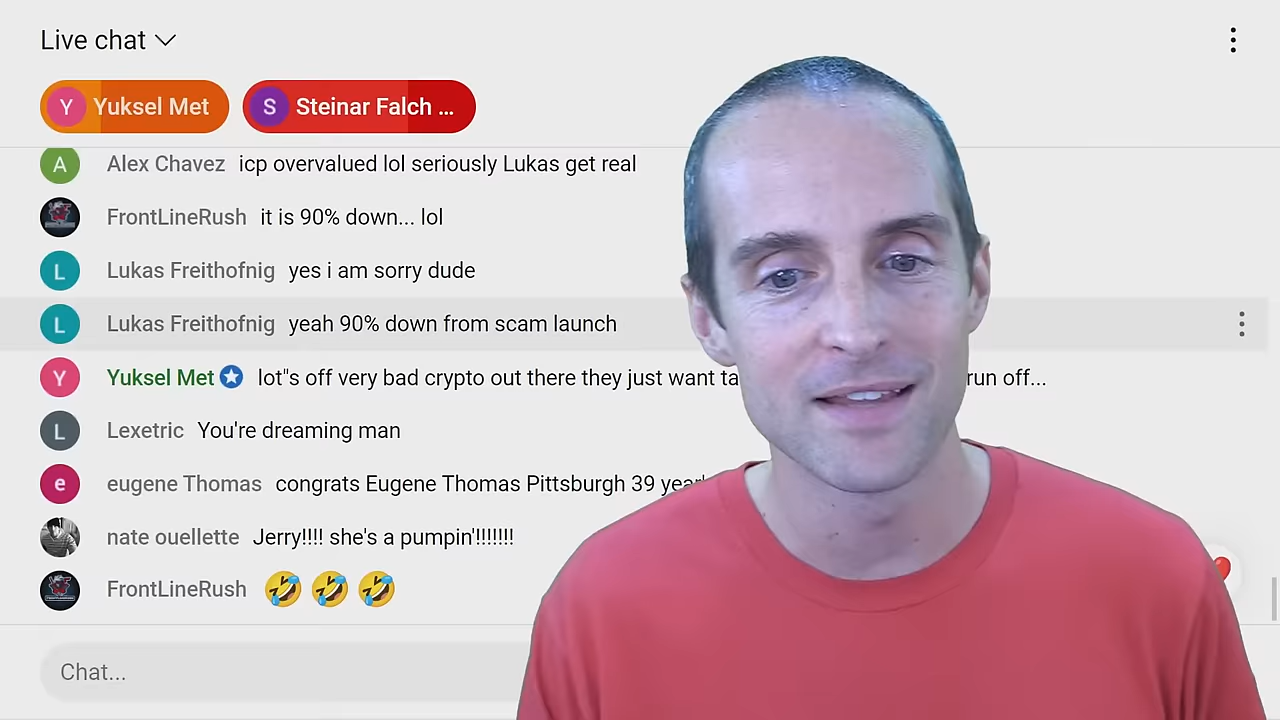 Live chat
Y Yuksel Met S Steinar Falch ...
A Alex Chavez icp overvalued lol seriously Lukas get real
FrontLineRush it is 90% down... lol
L Lukas Freithofnig yes i am sorry dude
L Lukas Freithofnig yeah 90% down from scam launch
Y Yuksel Met lot"s off very bad crypto out there they just want run off...
L Lexetric You're dreaming man
e eugene Thomas congrats Eugene Thomas Pittsburgh 39
nate ouellette Jerry!!!! she's a pumpin'!!!!!!!
FrontLineRush 🤣 🤣 🤣
Chat...